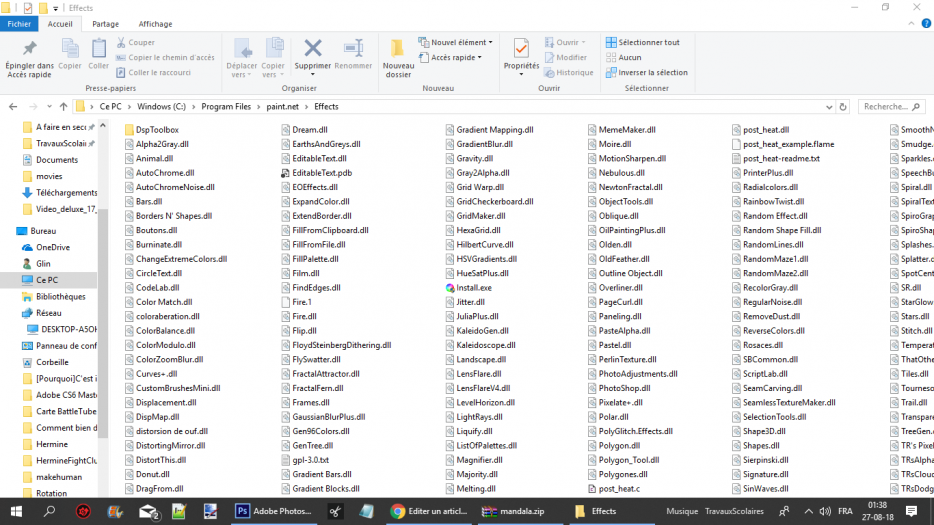 Effects
Fichier Accueil Partage Affichage
Épingler dans Accès rapide
Copier
Coller
Couper
Copier le chemin d'accès
Coller le raccourci
Presse-papiers
Déplacer vers
Copier vers
Supprimer
Renommer
Organiser
Nouveau dossier
Nouvel élément
Accès rapide
Nouveau
Propriétés
Ouvrir
Modifier
Historique
Ouvrir
Sélectionner tout
Aucun
Inverser la sélection
Sélectionner
Ce PC > Windows (C:) > Program Files > paint.net > Effects
Recherche...
A faire en seco
TravauxScolair
Documents
movies
Téléchargements
Video_deluxe_17_
Bureau
OneDrive
Glin
Ce PC
Bibliothèques
Réseau
DESKTOP-A5OH
Panneau de conf
Corbeille
[Pourquoi]C'est i
Adobe CS6 Mast
Carte BattleTube
Comment bien d
Hermine
HermineFightClu
makehuman
Rotation
DspToolbox
Alpha2Gray.dll
Animal.dll
AutoChrome.dll
AutoChromeNoise.dll
Bars.dll
Borders N' Shapes.dll
Boutons.dll
Burninate.dll
ChangeExtremeColors.dll
CircleText.dll
CodeLab.dll
Color Match.dll
coloraberation.dll
ColorBalance.dll
ColorModulo.dll
ColorZoomBlur.dll
Curves+.dll
CustomBrushesMini.dll
Displacement.dll
DispMap.dll
distorsion de ouf.dll
DistortingMirror.dll
DistortThis.dll
Donut.dll
DragFrom.dll
Dream.dll
EarthsAndGreys.dll
EditableText.dll
EditableText.pdb
EOEffects.dll
ExpandColor.dll
ExtendBorder.dll
FillFromClipboard.dll
FillFromFile.dll
FillPalette.dll
Film.dll
FindEdges.dll
Fire.1
Fire.dll
Flip.dll
FloydSteinbergDithering.dll
FlySwatter.dll
FractalAttractor.dll
FractalFern.dll
Frames.dll
GaussianBlurPlus.dll
Gen96Colors.dll
GenTree.dll
gpl-3.0.txt
Gradient Bars.dll
Gradient Blocks.dll
Gradient Mapping.dll
GradientBlur.dll
Gravity.dll
Gray2Alpha.dll
Grid Warp.dll
GridCheckerboard.dll
GridMaker.dll
HexaGrid.dll
HilbertCurve.dll
HSVGradients.dll
HueSatPlus.dll
Install.exe
Jitter.dll
JuliaPlus.dll
KaleidoGen.dll
Kaleidoscope.dll
Landscape.dll
LensFlare.dll
LensFlareV4.dll
LevelHorizon.dll
LightRays.dll
Liquify.dll
ListOfPalettes.dll
Magnifier.dll
Majority.dll
Melting.dll
MemeMaker.dll
Moire.dll
MotionSharpen.dll
Nebulous.dll
NewtonFractal.dll
ObjectTools.dll
Oblique.dll
OilPaintingPlus.dll
Olden.dll
OldFeather.dll
Outline Object.dll
Overliner.dll
PageCurl.dll
Paneling.dll
PasteAlpha.dll
Pastel.dll
PerlinTexture.dll
PhotoAdjustments.dll
PhotoShop.dll
Pixelate+.dll
Polar.dll
PolyGlitch.Effects.dll
Polygon.dll
Polygon_Tool.dll
Polygones.dll
post_heat.c
post_heat.dll
post_heat_example.flame
post_heat-readme.txt
PrinterPlus.dll
Radialcolors.dll
RainbowTwist.dll
Random Effect.dll
Random Shape Fill.dll
RandomLines.dll
RandomMaze1.dll
RandomMaze2.dll
RecolorGray.dll
RegularNoise.dll
RemoveDust.dll
ReverseColors.dll
Rosaces.dll
SBCommon.dll
ScriptLab.dll
SeamCarving.dll
SeamlessTextureMaker.dll
SelectionTools.dll
Shape3D.dll
Shapes.dll
Sierpinski.dll
Signature.dll
SinWaves.dll
SmoothN
Smudge.
Sparkles.
SpeechBu
Spiral.dll
SpiralText
SpiroGrap
SpiroShap
Splashes.
Splatter.d
SpotCent
SR.dll
StarGlow
Stars.dll
Stitch.dll
Temperat
ThatOthe
Tiles.dll
Tourneso
Trail.dll
Transpare
TreeGen.d
TR's Pixel
TRsAlpha
TRsCloud
TRsDodg
2
Adobe Photos...
Editer un articl...
mandala.zip
Effects
Musique
TravauxScolaires
FRA
01:38
27-08-18